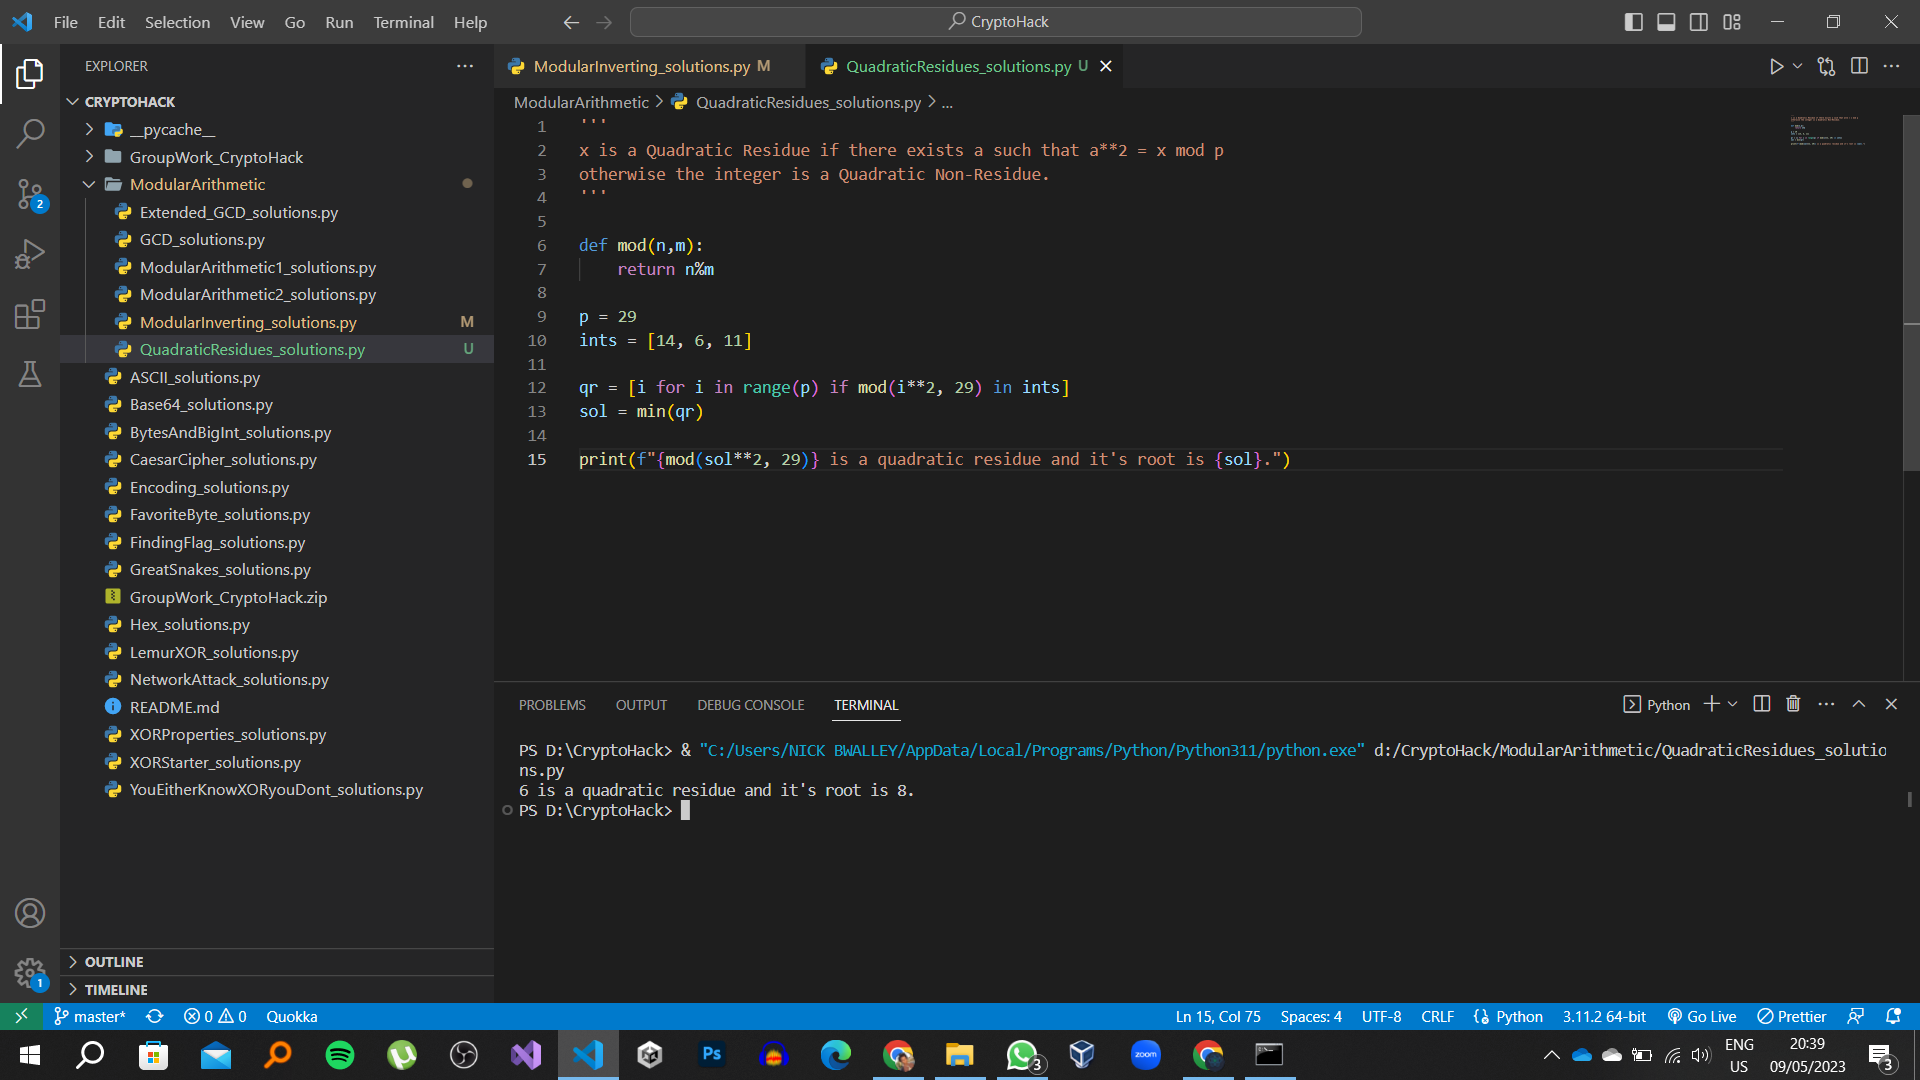 File Edit Selection View Go Run Terminal Help
CryptoHack
EXPLORER
CRYPTOHACK
__pycache__
GroupWork_CryptoHack
ModularArithmetic
Extended_GCD_solutions.py
GCD_solutions.py
ModularArithmetic1_solutions.py
ModularArithmetic2_solutions.py
ModularInverting_solutions.py M
QuadraticResidues_solutions.py U
ASCII_solutions.py
Base64_solutions.py
BytesAndBigInt_solutions.py
CaesarCipher_solutions.py
Encoding_solutions.py
FavoriteByte_solutions.py
FindingFlag_solutions.py
GreatSnakes_solutions.py
GroupWork_CryptoHack.zip
Hex_solutions.py
LemurXOR_solutions.py
NetworkAttack_solutions.py
README.md
XORProperties_solutions.py
XORStarter_solutions.py
YouEitherKnowXORyouDont_solutions.py
OUTLINE
TIMELINE
2
1
ModularInverting_solutions.py M
QuadraticResidues_solutions.py U
ModularArithmetic > QuadraticResidues_solutions.py > ...
1 '''
2 x is a Quadratic Residue if there exists a such that a**2 = x mod p
3 otherwise the integer is a Quadratic Non-Residue.
4 '''
5
6 def mod(n,m):
7 return n%m
8
9 p = 29
10 ints = [14, 6, 11]
11
12 qr = [i for i in range(p) if mod(i**2, 29) in ints]
13 sol = min(qr)
14
15 print(f"{mod(sol**2, 29)} is a quadratic residue and it's root is {sol}.")
PROBLEMS OUTPUT DEBUG CONSOLE TERMINAL
Python
PS D:\CryptoHack> & "C:/Users/NICK BWALLEY/AppData/Local/Programs/Python/Python311/python.exe" d:/CryptoHack/ModularArithmetic/QuadraticResidues_solutio
ns.py
6 is a quadratic residue and it's root is 8.
PS D:\CryptoHack>
master* 0 0 Quokka
Ln 15, Col 75 Spaces: 4 UTF-8 CRLF Python 3.11.2 64-bit Go Live Prettier
Ps
3
zoom
ENG
US
20:39
09/05/2023
3